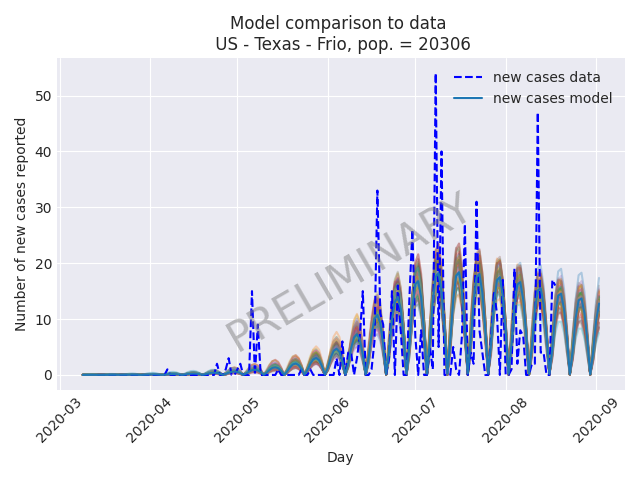 Model comparison to data
US - Texas - Frio, pop. = 20306
new cases data
new cases model
PRELIMINARY
Number of new cases reported
50
40
30
20
10
0
2020-03
2020-04
2020-05
2020-06
2020-07
2020-08
2020-09
Day